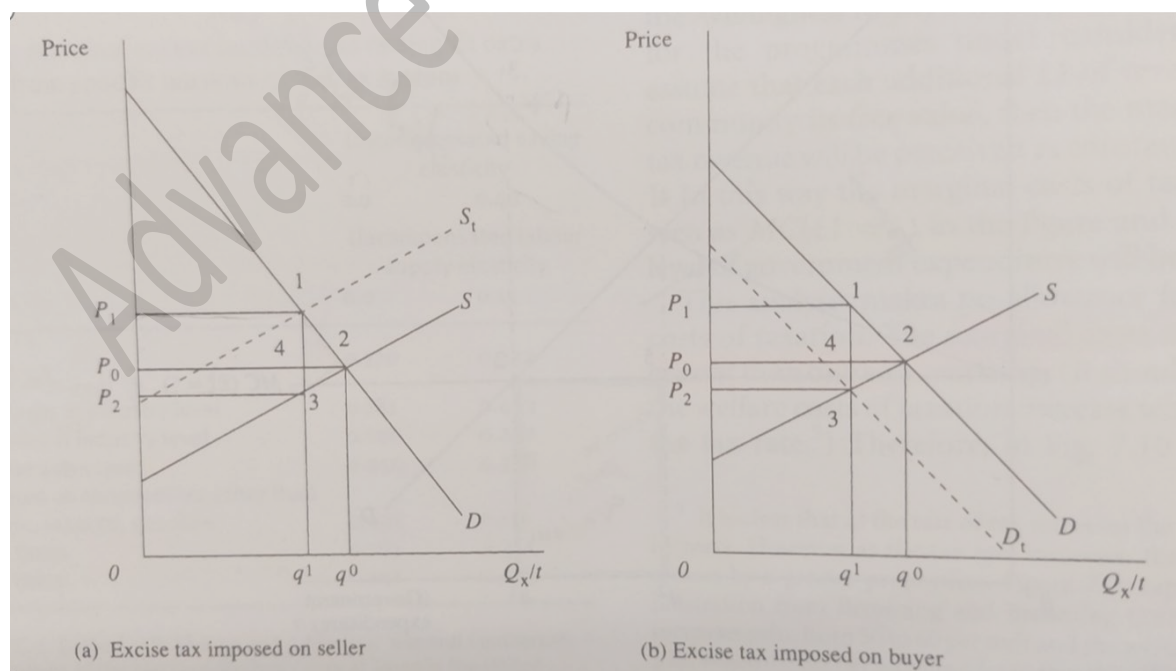 Advance
Price
S_t
1
S
P_1
4
2
P_0
P_2
3
D
0
q^1
q^0
Q_x/t
(a) Excise tax imposed on seller
Price
1
S
P_1
4
2
P_0
P_2
3
D
D_t
0
q^1
q^0
Q_x/t
(b) Excise tax imposed on buyer